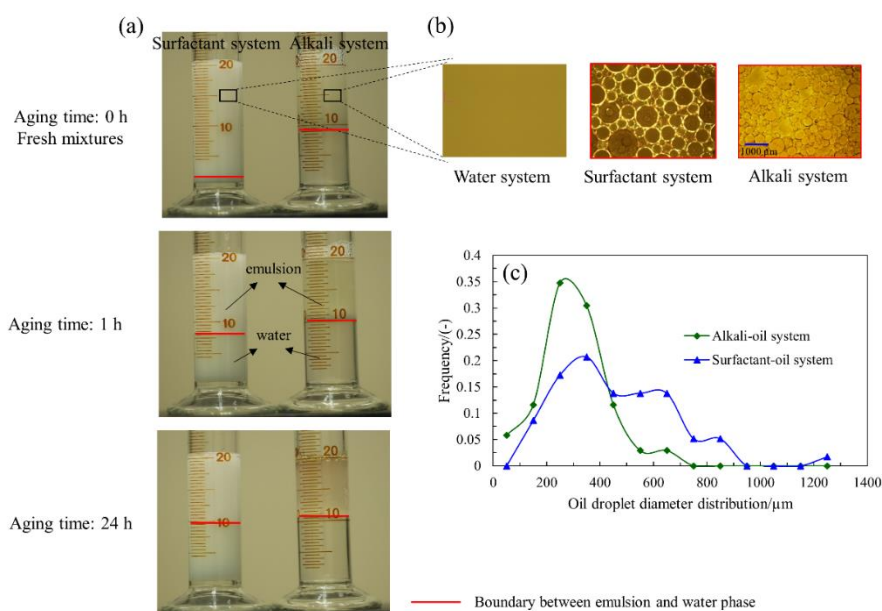 (a)
Surfactant system Alkali system
20
20
10
10
Aging time: 0 h
Fresh mixtures
(b)
1000 µm
Water system
Surfactant system
Alkali system
20
20
emulsion
10
10
water
Aging time: 1 h
20
20
10
10
Aging time: 24 h
(c)
Frequency/(-)
0.4
0.35
0.3
0.25
0.2
0.15
0.1
0.05
0
Alkali-oil system
Surfactant-oil system
0 200 400 600 800 1000 1200 1400
Oil droplet diameter distribution/µm
Boundary between emulsion and water phase